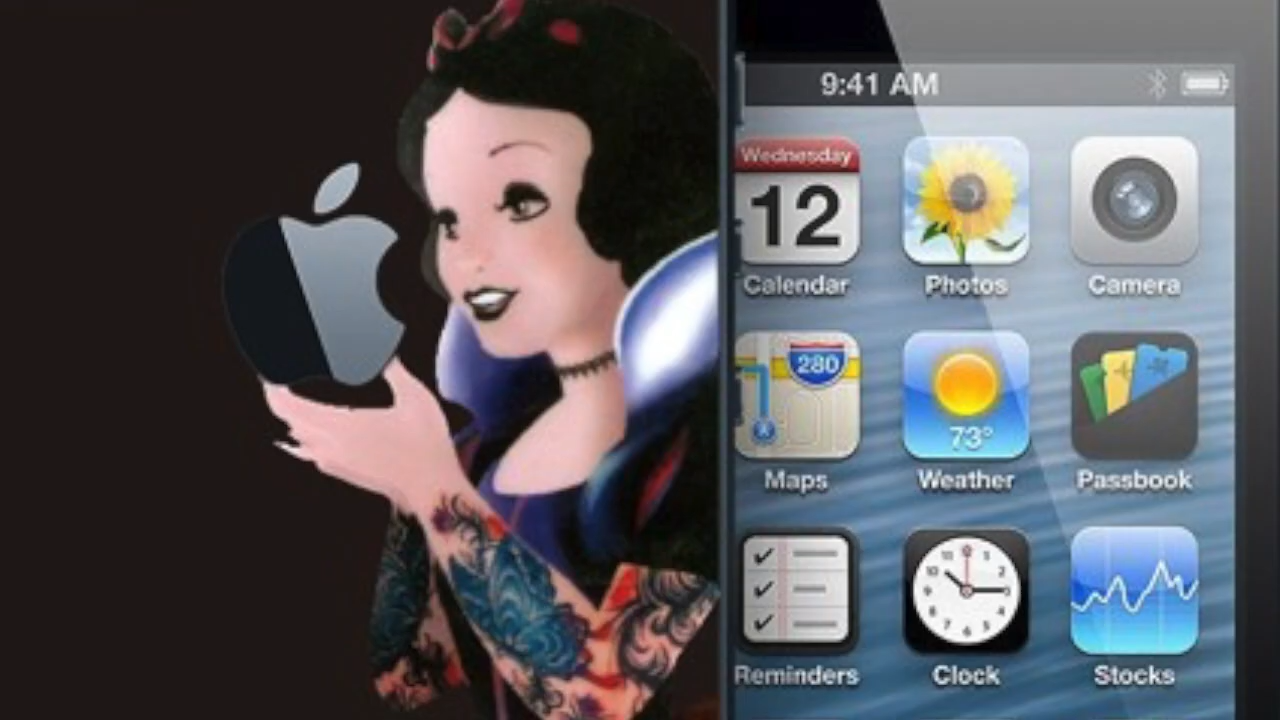 9:41 AM
Wednesday
12
Calendar
Photos
Camera
280
73°
Maps
Weather
Passbook
Reminders
Clock
Stocks